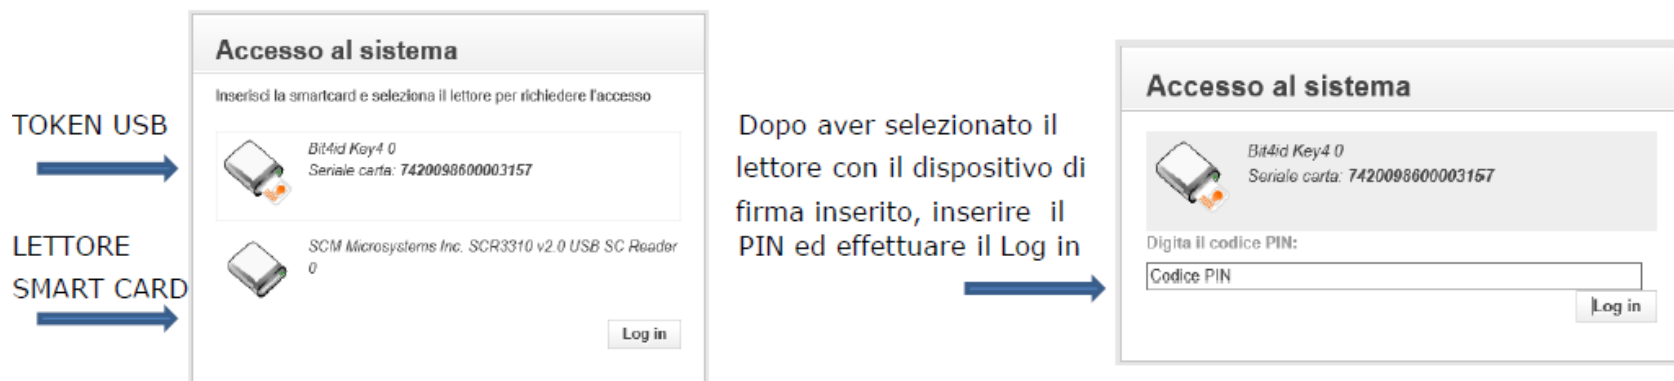 Accesso al sistema
Inserisci la smartcard e seleziona il lettore per richiedere l'accesso
TOKEN USB
Bit4id Key4 0
Seriale carta: 7420098600003157
LETTORE
SMART CARD
SCM Microsystems Inc. SCR3310 v2.0 USB SC Reader
0
Log in
Dopo aver selezionato il
lettore con il dispositivo di
firma inserito, inserire il
PIN ed effettuare il Log in
Accesso al sistema
Bit4id Key4 0
Seriale carta: 7420098600003157
Digita il codice PIN:
Codice PIN
Log in